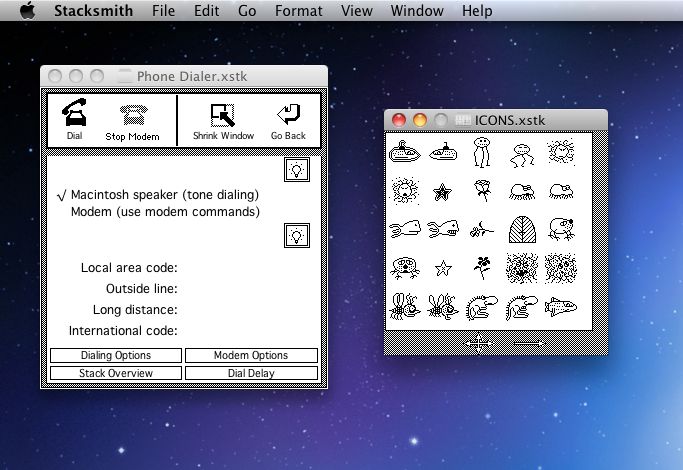 Stacksmith File Edit Go Format View Window Help
Phone Dialer.xstk
Dial Stop Modem Shrink Window Go Back
√ Macintosh speaker (tone dialing)
Modem (use modem commands)
Local area code:
Outside line:
Long distance:
International code:
Dialing Options Modem Options
Stack Overview Dial Delay
ICONS.xstk